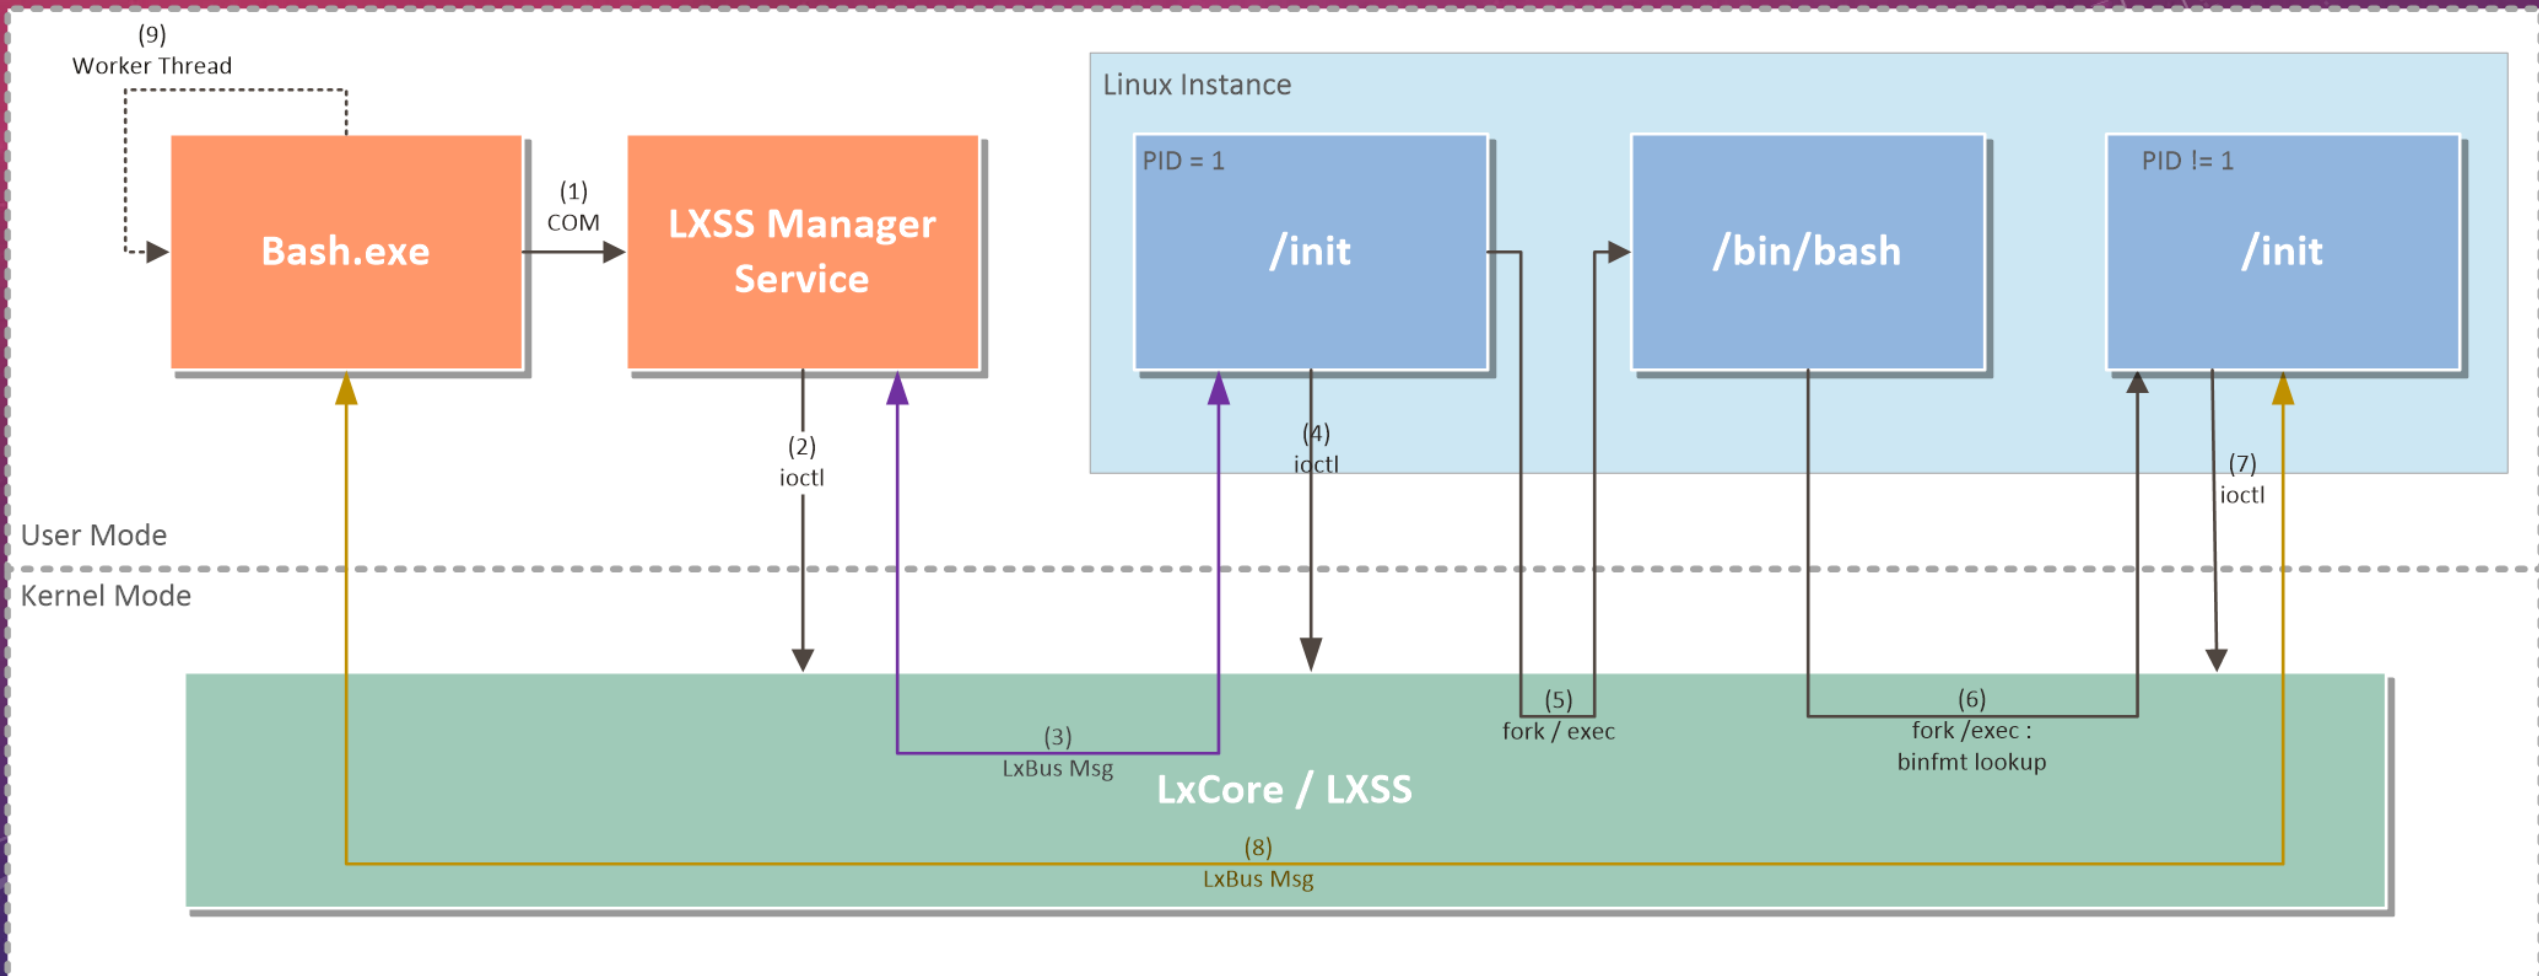 (9)
Worker Thread
Linux Instance
PID = 1
PID != 1
Bash.exe
(1)
COM
LXSS Manager
Service
/init
/bin/bash
/init
(2)
ioctl
(4)
ioctl
(7)
ioctl
User Mode
Kernel Mode
(3)
LxBus Msg
(5)
fork / exec
(6)
fork /exec :
binfmt lookup
LxCore / LXSS
(8)
LxBus Msg